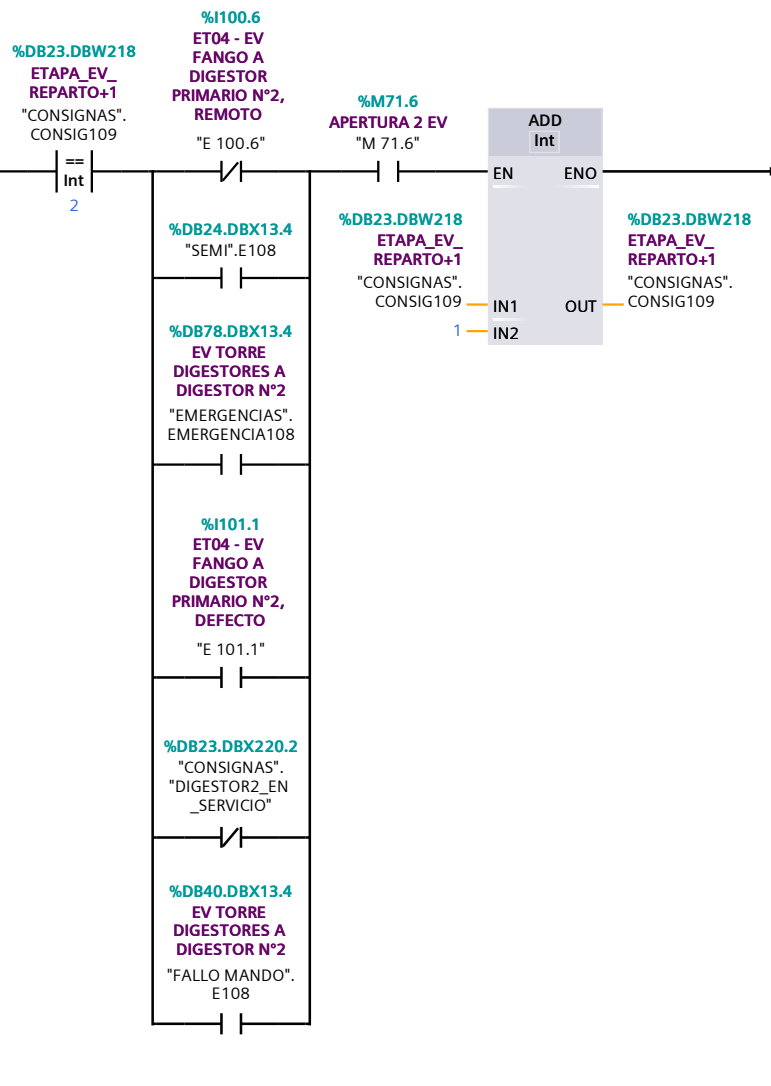 %DB23.DBW218
ETAPA_EV_
REPARTO+1
"CONSIGNAS".
CONSIG109
==
Int
2
%I100.6
ET04 - EV
FANGO A
DIGESTOR
PRIMARIO Nº2,
REMOTO
"E 100.6"
%DB24.DBX13.4
"SEMI".E108
%DB78.DBX13.4
EV TORRE
DIGESTORES A
DIGESTOR Nº2
"EMERGENCIAS".
EMERGENCIA108
%I101.1
ET04 - EV
FANGO A
DIGESTOR
PRIMARIO Nº2,
DEFECTO
"E 101.1"
%DB23.DBX220.2
"CONSIGNAS".
"DIGESTOR2_EN
_SERVICIO"
%DB40.DBX13.4
EV TORRE
DIGESTORES A
DIGESTOR Nº2
"FALLO MANDO".
E108
%M71.6
APERTURA 2 EV
"M 71.6"
ADD
Int
EN ENO
%DB23.DBW218
ETAPA_EV_
REPARTO+1
"CONSIGNAS".
CONSIG109
IN1
1
IN2
OUT
%DB23.DBW218
ETAPA_EV_
REPARTO+1
"CONSIGNAS".
CONSIG109